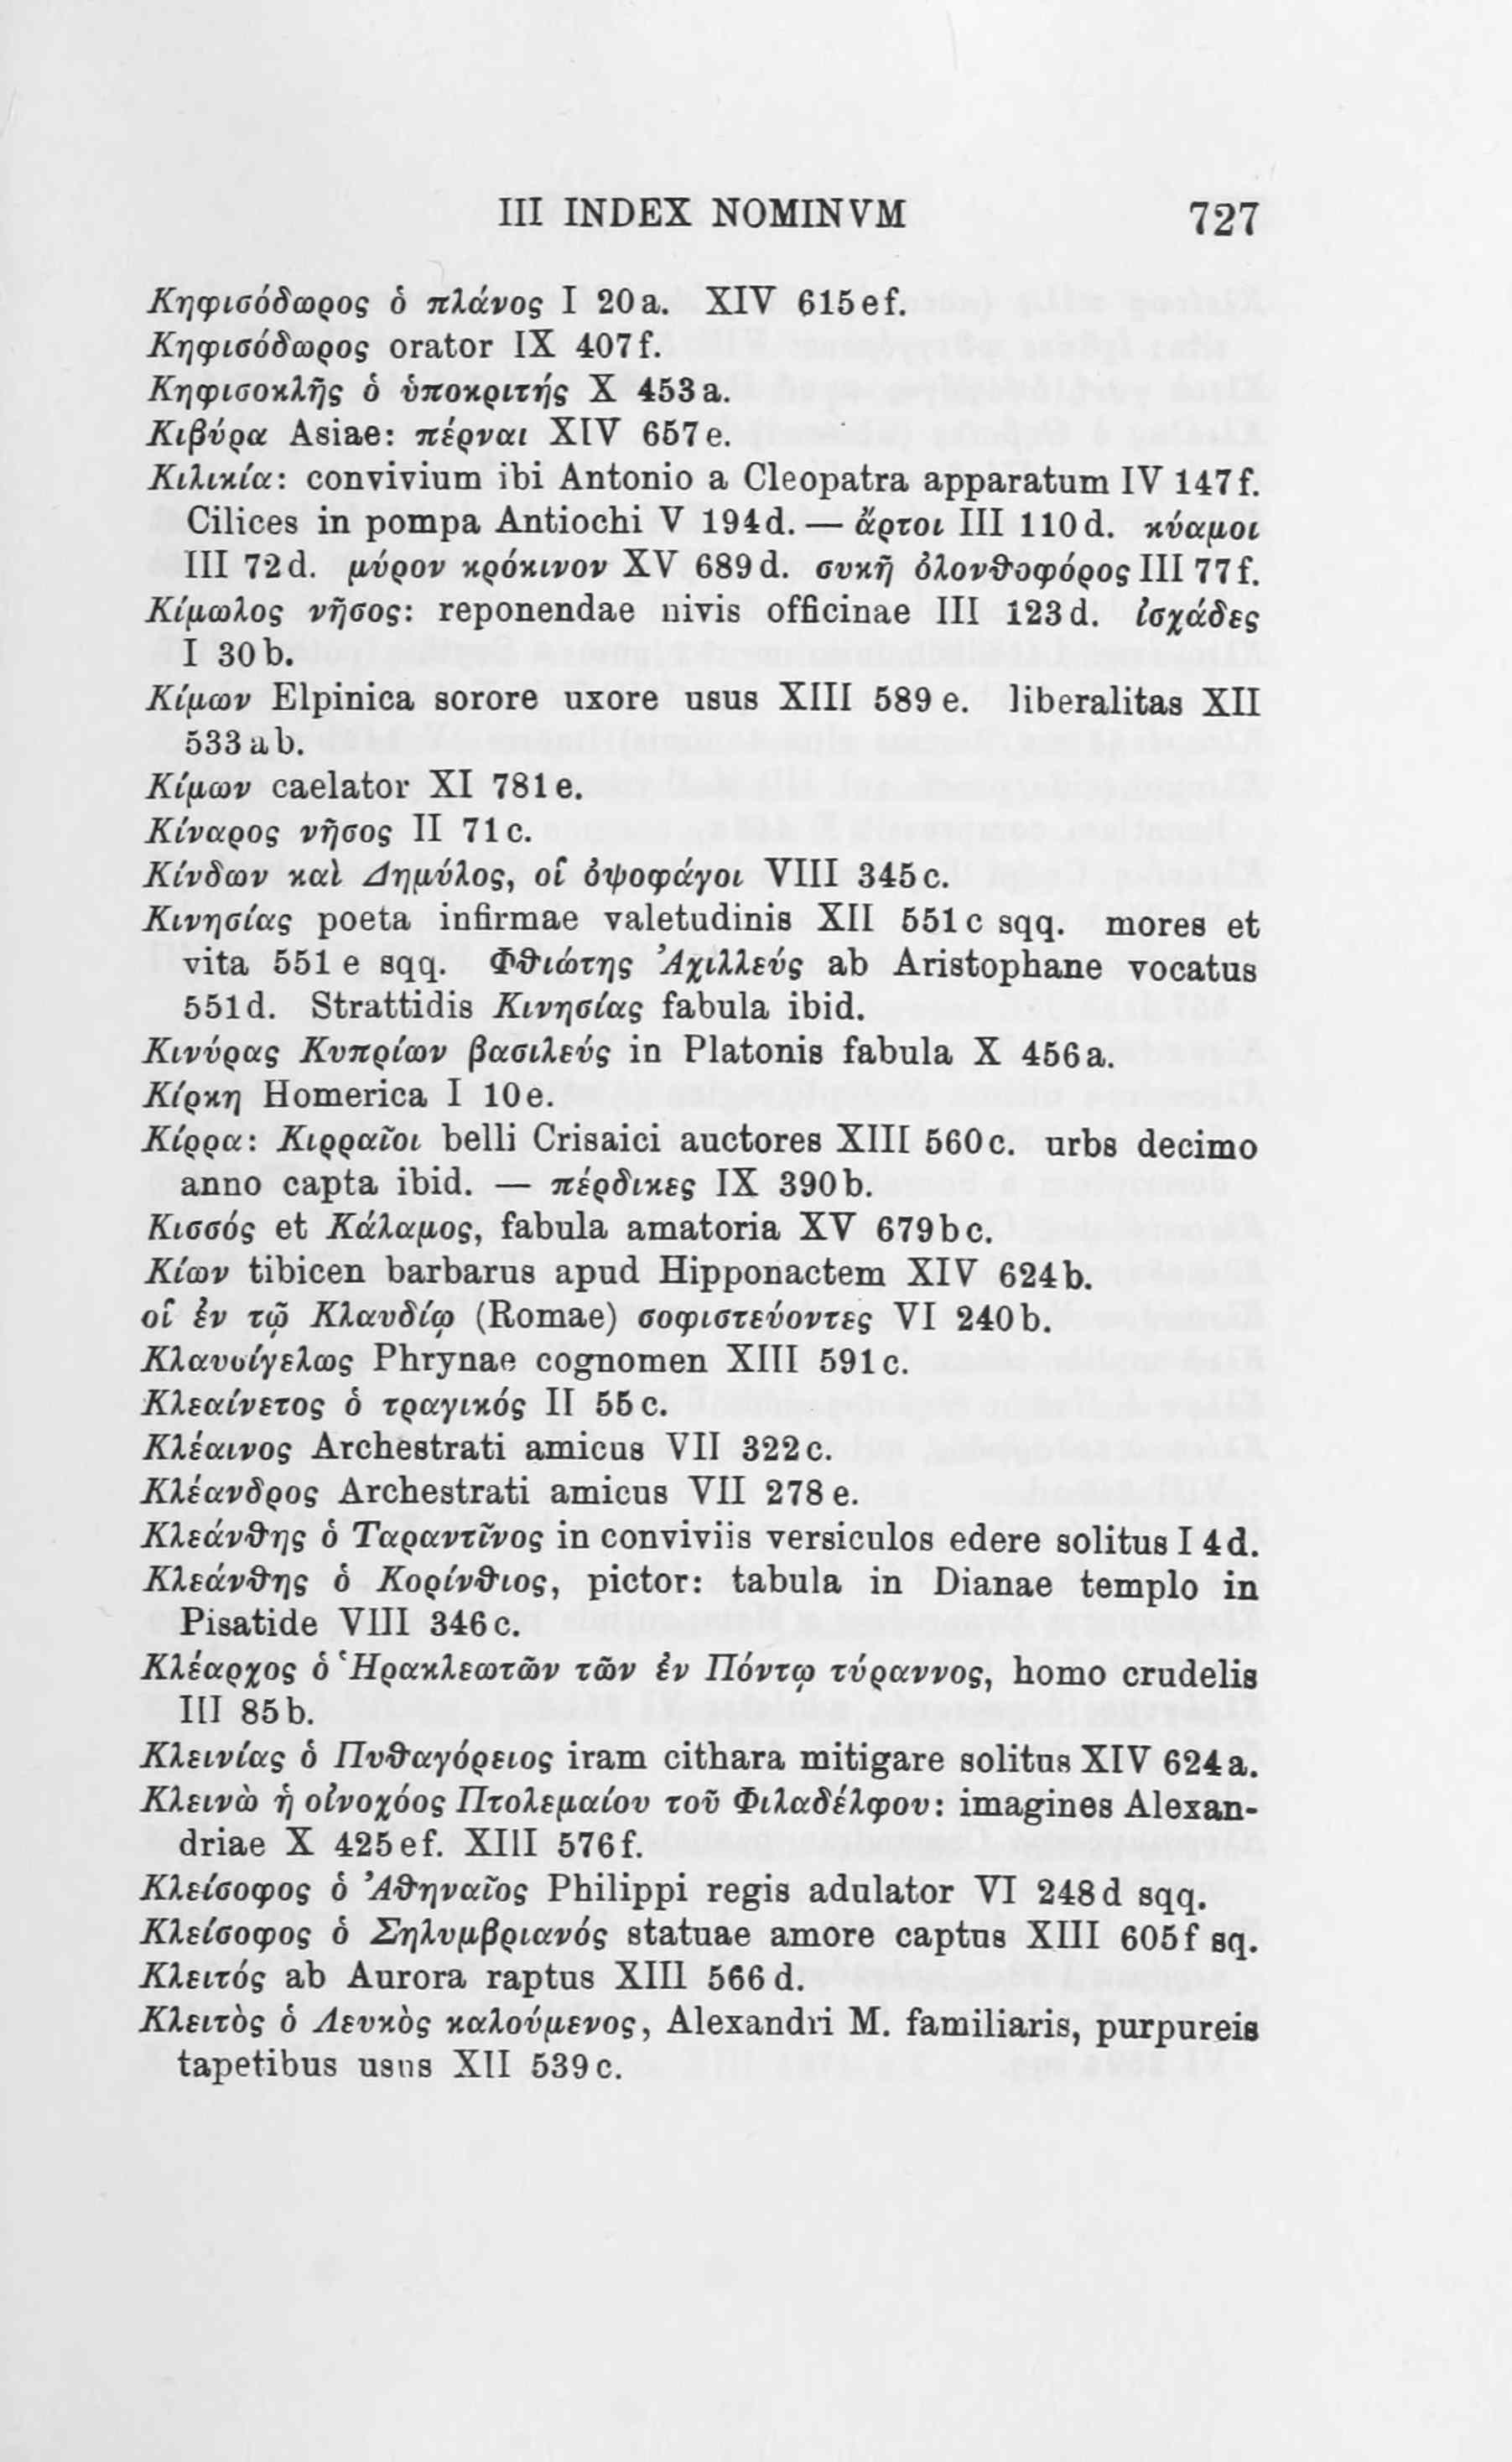 III INDEX NOMINVM 727
Κηφισόδωρος ὁ πλάνος I 20a. XIV 615ef.
Κηφισόδωρος orator IX 407f.
Κηφισοκλῆς ὁ ὑποκριτής X 453a.
Κιβύρα Asiae: πέρναι XIV 657e.
Κιλικία: convivium ibi Antonio a Cleopatra apparatum IV 147f.
Cilices in pompa Antiochi V 194d. — ἄρτοι III 110d. κύαμοι
III 72d. μύρον κρόκινον XV 689d. συκῆ ὀλονθοφόρος III 77f.
Κίμωλος νῆσος: reponendae nivis officinae III 123d. ἰσχάδες
I 30b.
Κίμων Elpinica sorore uxore usus XIII 589e. liberalitas XII
533ab.
Κίμων caelator XI 781e.
Κίναρος νῆσος II 71c.
Κίνδων καὶ Δημύλος, οἱ ὀψοφάγοι VIII 345c.
Κινησίας poeta infirmae valetudinis XII 551c sqq. mores et
vita 551e sqq. Φθιώτης Ἀχιλλεύς ab Aristophane vocatus
551d. Strattidis Κινησίας fabula ibid.
Κινύρας Κυπρίων βασιλεύς in Platonis fabula X 456a.
Κίρκη Homerica I 10e.
Κίρρα: Κιρραῖοι belli Crisaici auctores XIII 560c. urbs decimo
anno capta ibid. — πέρδικες IX 390b.
Κισσός et Κάλαμος, fabula amatoria XV 679bc.
Κίων tibicen barbarus apud Hipponactem XIV 624b.
οἱ ἐν τῷ Κλαυδίῳ (Romae) σοφιστεύοντες VI 240b.
Κλαυσίγελως Phrynae cognomen XIII 591c.
Κλεαίνετος ὁ τραγικός II 55c.
Κλέαινος Archestrati amicus VII 322c.
Κλέανδρος Archestrati amicus VII 278e.
Κλεάνθης ὁ Ταραντῖνος in conviviis versiculos edere solitus I 4d.
Κλεάνθης ὁ Κορίνθιος, pictor: tabula in Dianae templo in
Pisatide VIII 346c.
Κλέαρχος ὁ Ἡρακλεωτῶν τῶν ἐν Πόντῳ τύραννος, homo crudelis
III 85b.
Κλεινίας ὁ Πυθαγόρειος iram cithara mitigare solitus XIV 624a.
Κλεινὼ ἡ οἰνοχόος Πτολεμαίου τοῦ Φιλαδέλφου: imagines Alexan-
driae X 425ef. XIII 576f.
Κλείσοφος ὁ Ἀθηναῖος Philippi regis adulator VI 248d sqq.
Κλείσοφος ὁ Σηλυμβριανός statuae amore captus XIII 605f sq.
Κλειτός ab Aurora raptus XIII 566d.
Κλειτὸς ὁ Λευκὸς καλούμενος, Alexandri M. familiaris, purpureis
tapetibus usus XII 539c.